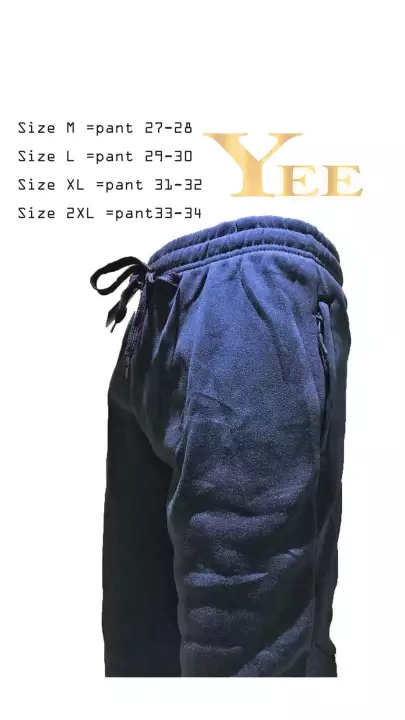 Size M =pant 27-28
Size L =pant 29-30
Size XL =pant 31-32
Size 2XL =pant33-34
YEE